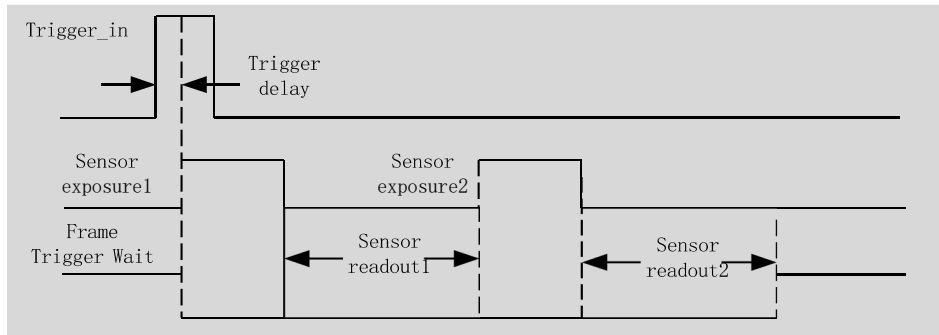 Trigger_in
Trigger
delay
Sensor
exposure1
Sensor
exposure2
Frame
Trigger Wait
Sensor
readout1
Sensor
readout2